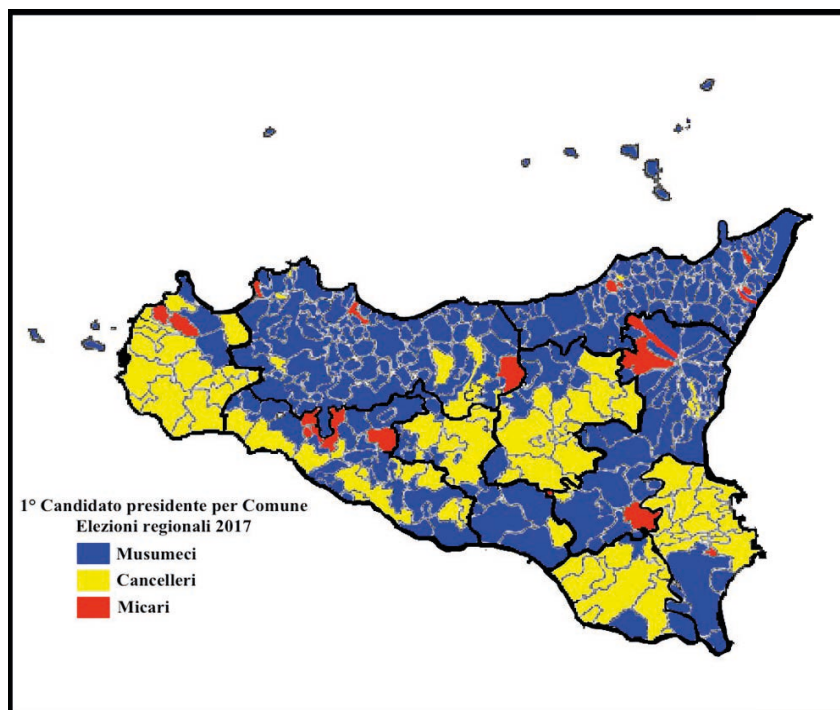 1° Candidato presidente per Comune
Elezioni regionali 2017
Musumeci
Cancelleri
Micari